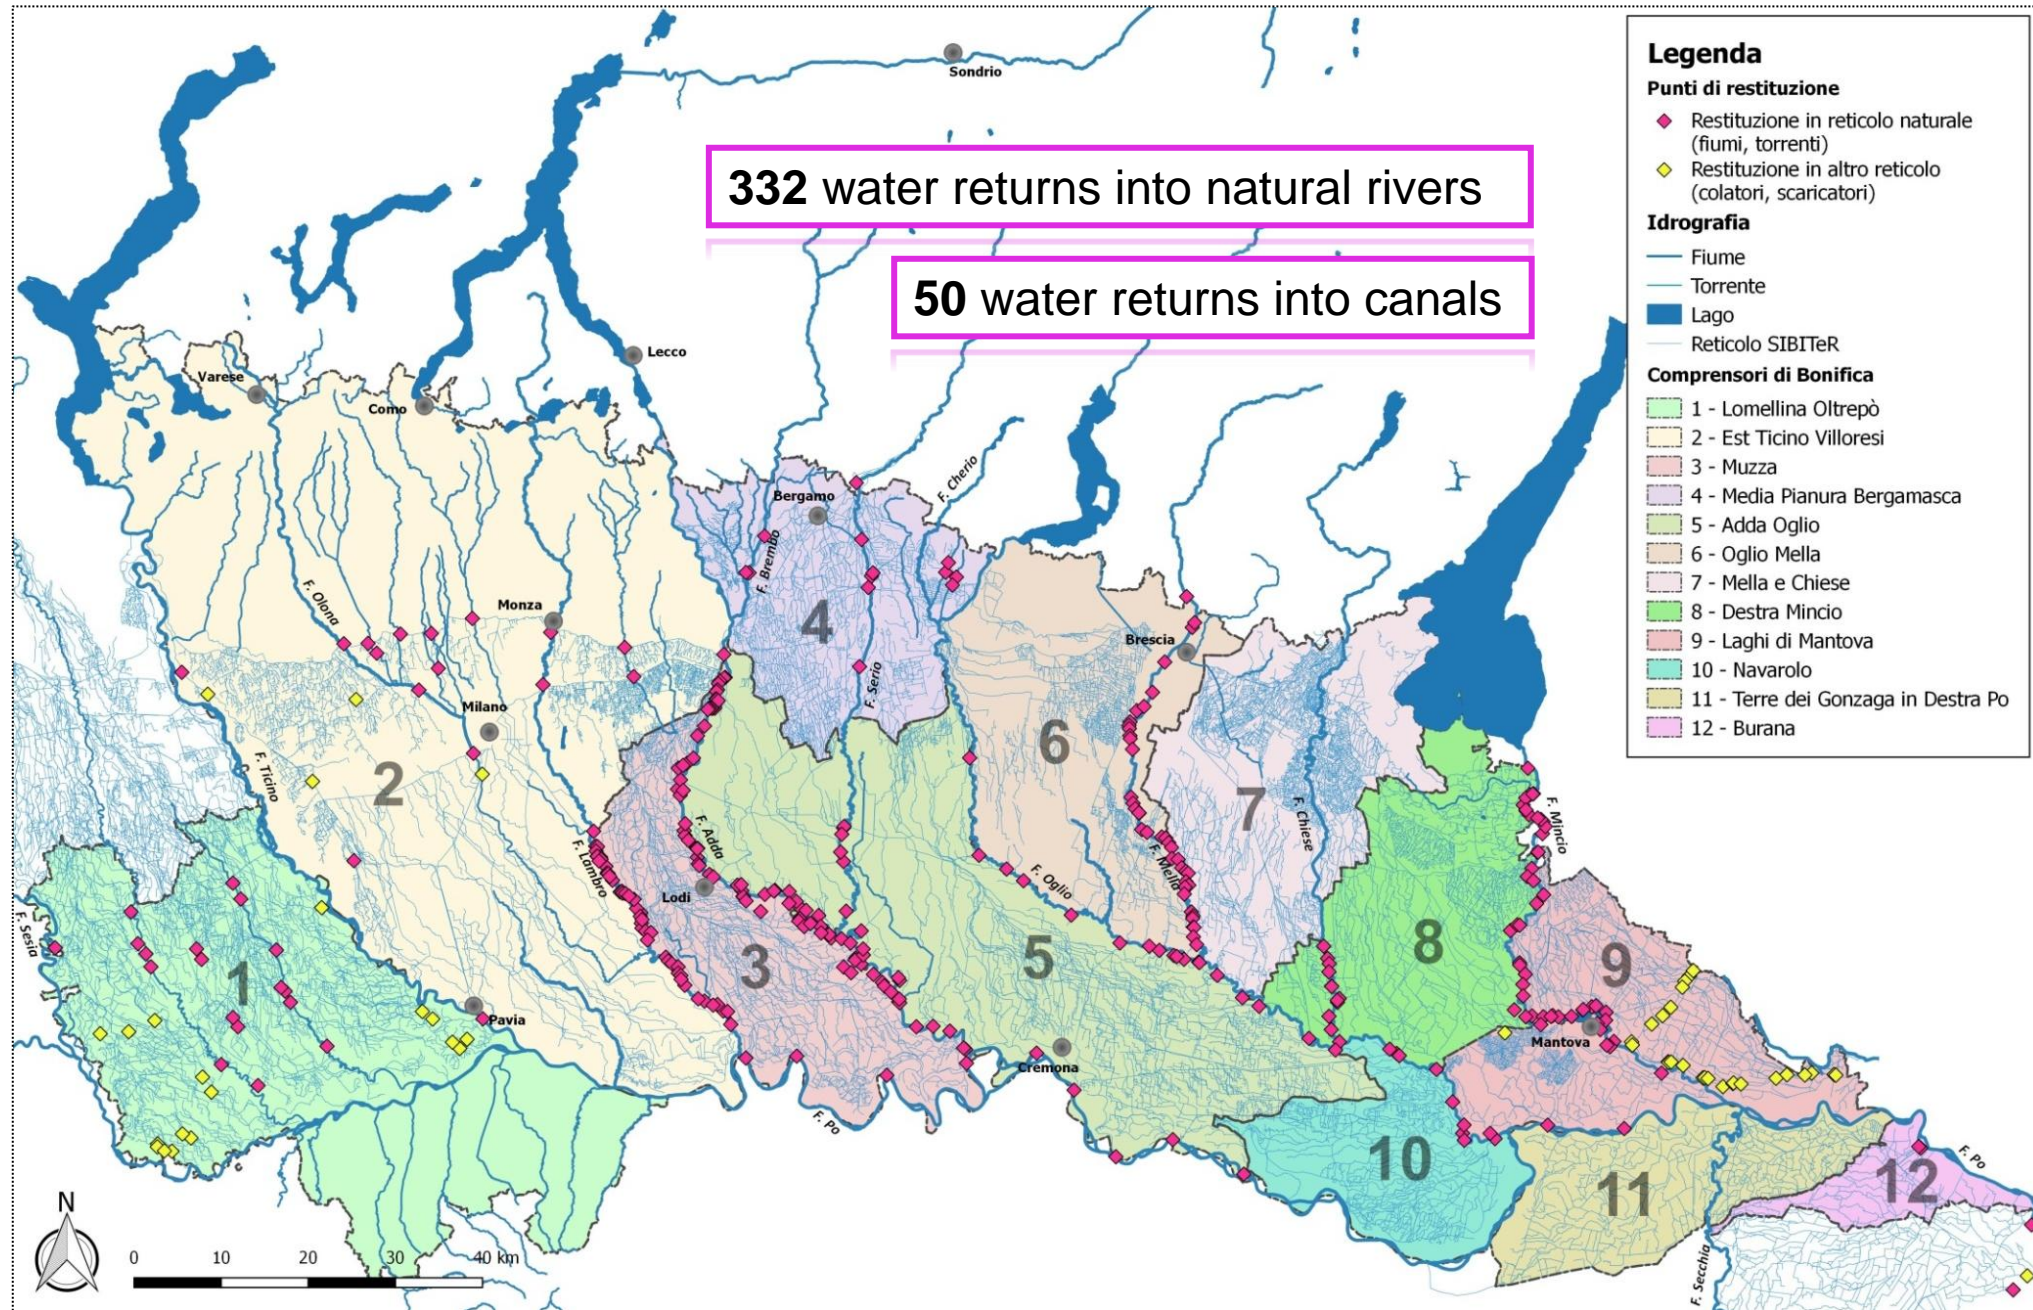 Sondrio
332 water returns into natural rivers
50 water returns into canals
Lecco
Varese
Como
Bergamo
F. Cherio
F. Brembo
F. Olona
Monza
4
Brescia
F. Serio
Milano
6
F. Ticino
2
7
F. Chiese
F. Mincio
F. Adda
F. Lambro
F. Mella
F. Oglio
Lodi
F. Sesia
8
9
5
3
1
Pavia
Mantova
Cremona
F. Po
10
12
F. Po
11
F. Secchia
N
0 10 20 30 40 km
Legenda
Punti di restituzione
Restituzione in reticolo naturale
(fiumi, torrenti)
Restituzione in altro reticolo
(colatori, scaricatori)
Idrografia
Fiume
Torrente
Lago
Reticolo SIBITeR
Comprensori di Bonifica
1 - Lomellina Oltrepò
2 - Est Ticino Villoresi
3 - Muzza
4 - Media Pianura Bergamasca
5 - Adda Oglio
6 - Oglio Mella
7 - Mella e Chiese
8 - Destra Mincio
9 - Laghi di Mantova
10 - Navarolo
11 - Terre dei Gonzaga in Destra Po
12 - Burana